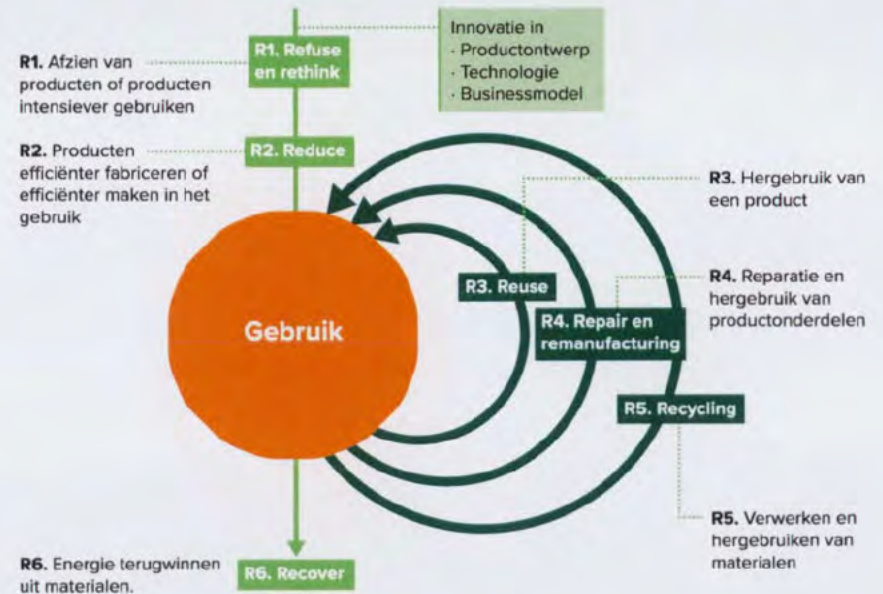 R1. Afzien van
producten of producten
intensiever gebruiken
R1. Refuse
en rethink
Innovatie in
· Productontwerp
· Technologie
· Businessmodel
R2. Producten
efficiënter fabriceren of
efficiënter maken in het
gebruik
R2. Reduce
R3. Hergebruik van
een product
R3. Reuse
R4. Reparatie en
hergebruik van
productonderdelen
R4. Repair en
remanufacturing
Gebruik
R5. Recycling
R5. Verwerken en
hergebruiken van
materialen
R6. Energie terugwinnen
uit materialen.
R6. Recover